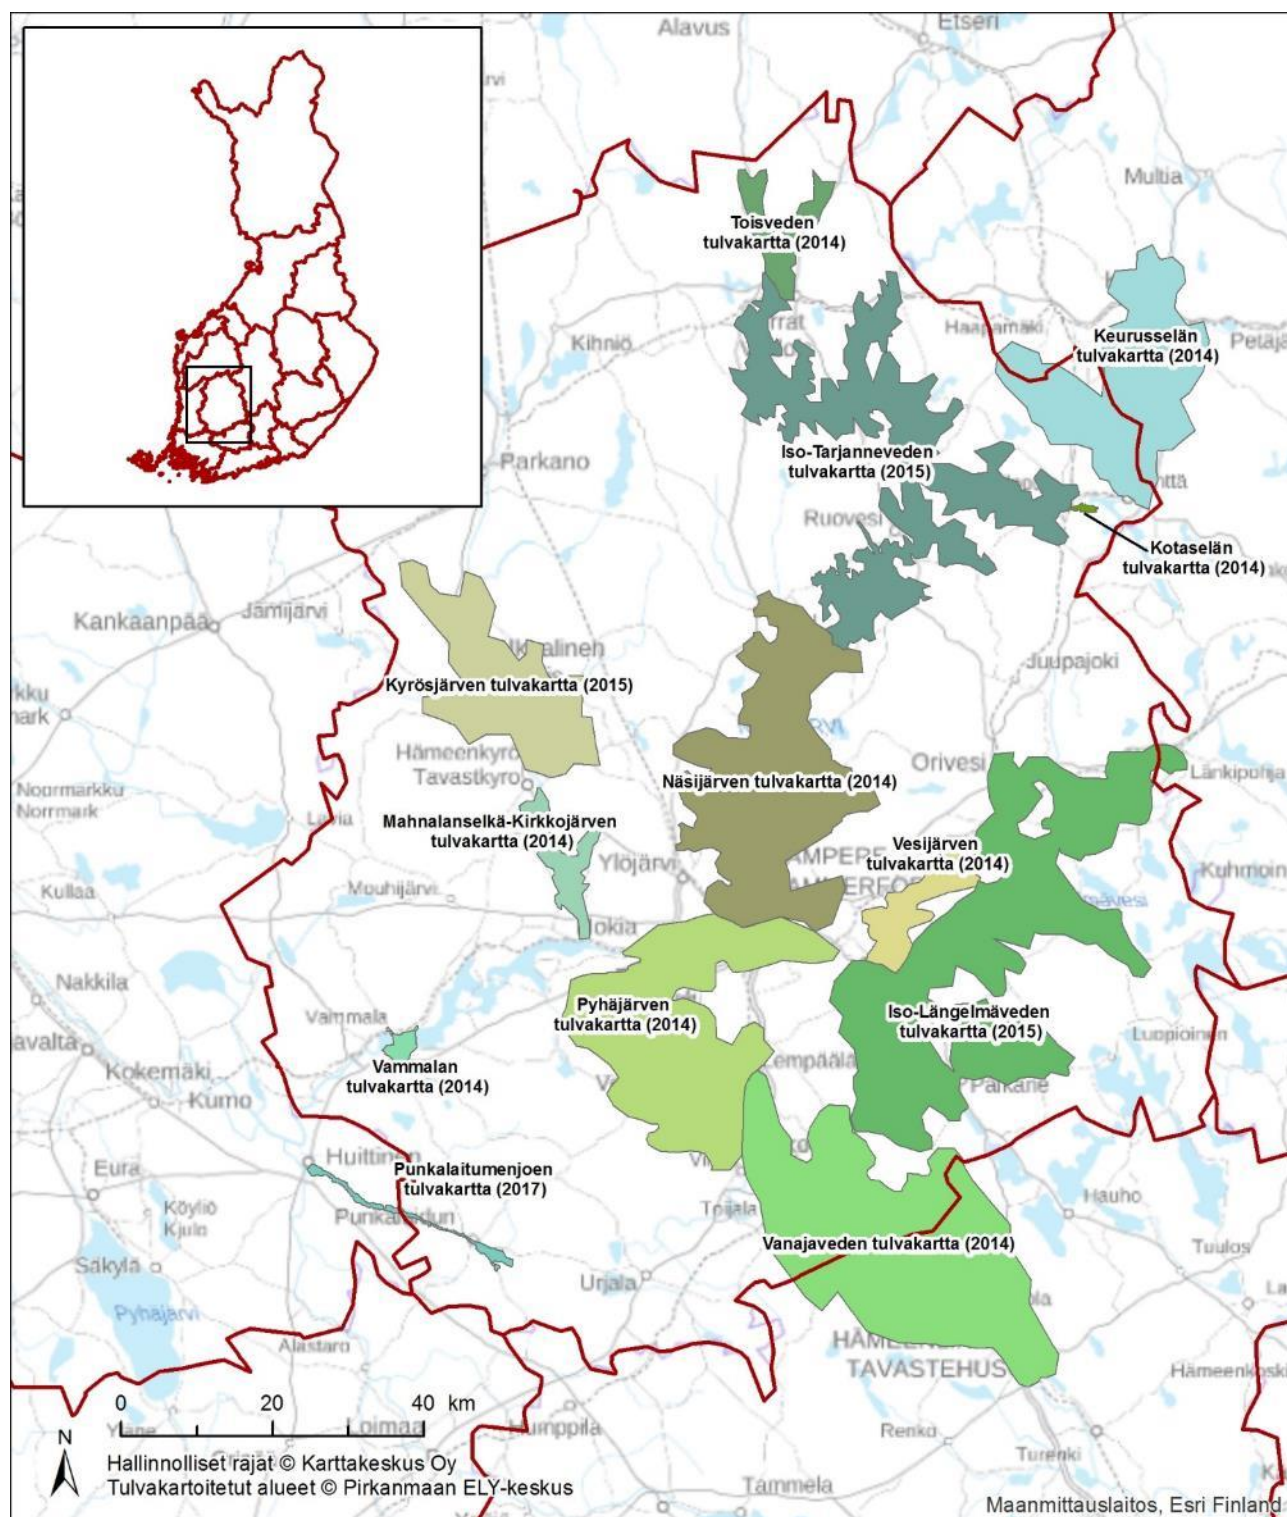 Alavus
Etseri
Multia
Toisveden
tulvakartta (2014)
Kihniö
Haapamäki
Keurusselän
tulvakartta (2014)
Petäjä
Parkano
Iso-Tarjanneveden
tulvakartta (2015)
Ruovesi
Kotaselän
tulvakartta (2014)
Kankaanpää
Jämijärvi
Juupajoki
Kyrösjärven tulvakartta (2015)
Hämeenkyrö
Tavastkyro
Orivesi
Länkipohja
Noormarkku
Norrmark
Näsijärven tulvakartta (2014)
Mahnalanselkä-Kirkkojärven
tulvakartta (2014)
Vesijärven
tulvakartta (2014)
Ylöjärvi
Kuhmoin
Kullaa
Mouhijärvi
Nakkila
Vammala
Pyhäjärven
tulvakartta (2014)
Iso-Längelmäveden
tulvakartta (2015)
Luopioinen
Kokemäki
Kumo
Vammalan
tulvakartta (2014)
Huittinen
Eura
Punkalaitumenjoen
tulvakartta (2017)
Köyliö
Kjulo
Toijala
Hauho
Säkylä
Vanajaveden tulvakartta (2014)
Tuulos
Urjala
Pyhäjärvi
Alastaro
TAVASTEHUS
Hämeenkoski
0 20 40 km
Loimaa
Humppila
Renko
Turenki
N
Hallinnolliset rajat © Karttakeskus Oy
Tulvakartoitetut alueet © Pirkanmaan ELY-keskus
Tammela
Maanmittauslaitos, Esri Finland